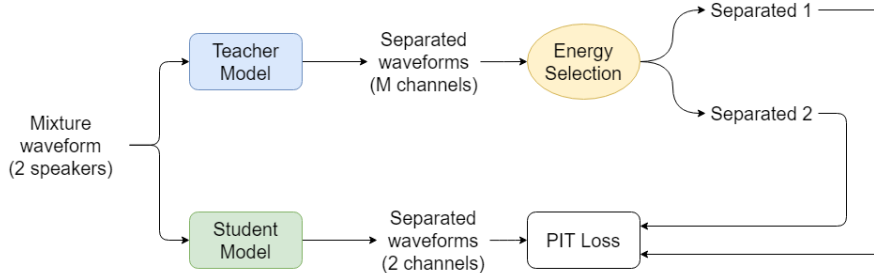 Mixture
waveform
(2 speakers)
Teacher
Model
Separated
waveforms
(M channels)
Energy
Selection
Separated 1
Separated 2
Student
Model
Separated
waveforms
(2 channels)
PIT Loss